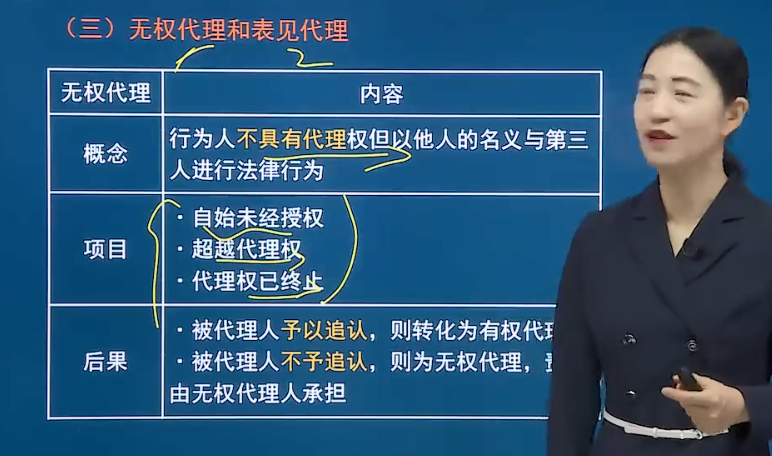 （三）无权代理和表见代理
无权代理
内容
概念
行为人不具有代理权但以他人的名义与第三
人进行法律行为
项目
·自始未经授权
·超越代理权
·代理权已终止
后果
·被代理人予以追认，则转化为有权代理
·被代理人不予追认，则为无权代理，
由无权代理人承担